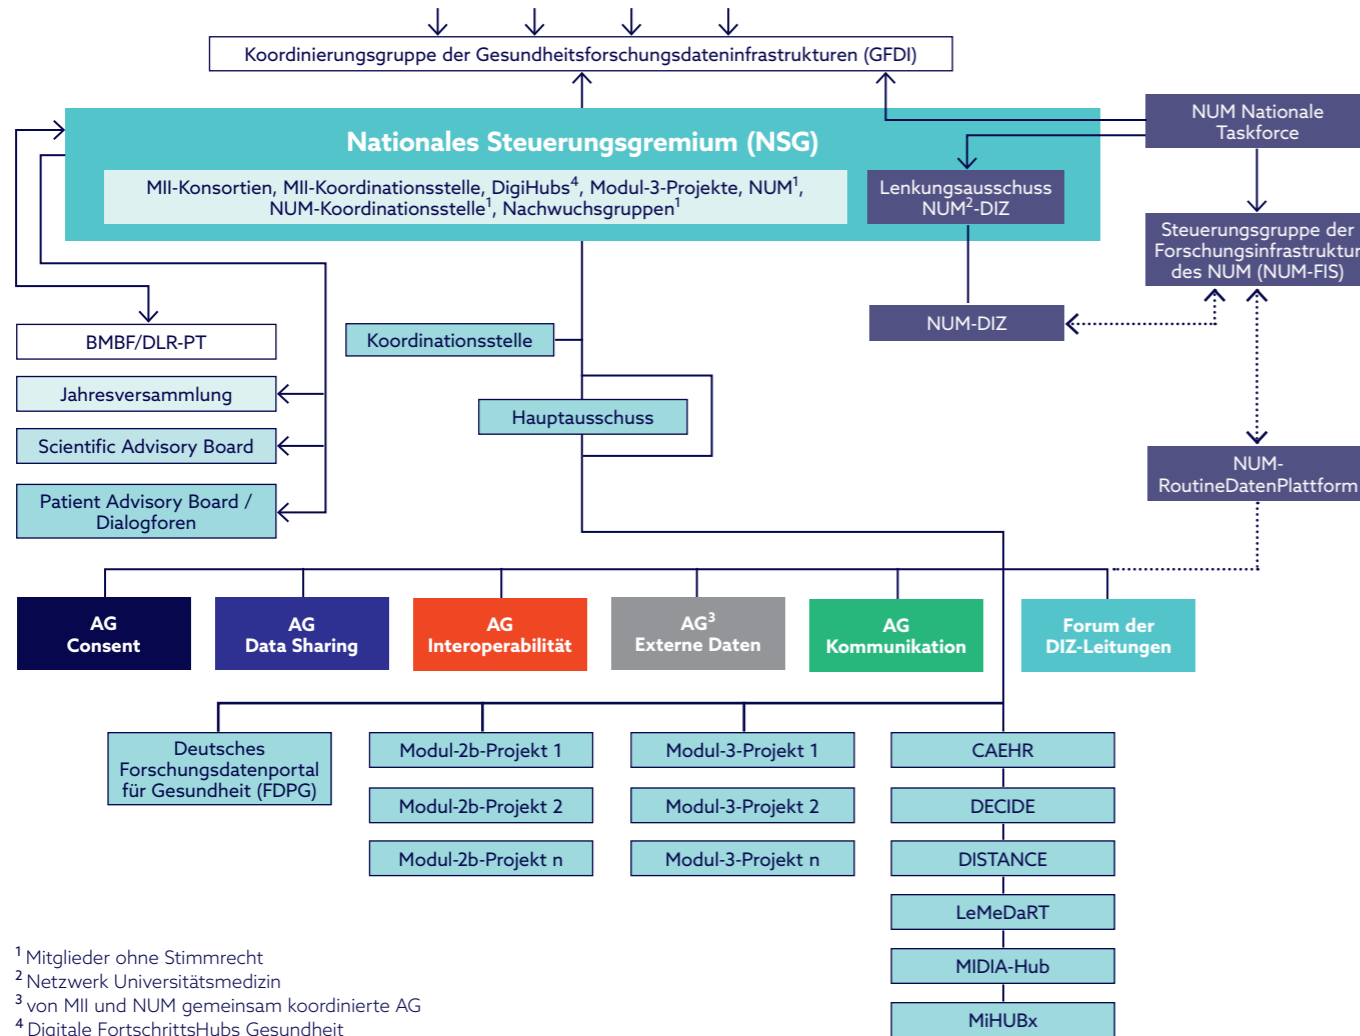 Koordinierungsgruppe der Gesundheitsforschungsdateninfrastrukturen (GFDI)
Nationales Steuerungsgremium (NSG)
MII-Konsortien, MII-Koordinationsstelle, DigiHubs⁴, Modul-3-Projekte, NUM¹,
NUM-Koordinationsstelle¹, Nachwuchsgruppen¹
Lenkungsausschuss
NUM²-DIZ
NUM Nationale
Taskforce
Steuerungsgruppe der
Forschungsinfrastruktur
des NUM (NUM-FIS)
NUM-DIZ
BMBF/DLR-PT
Koordinationsstelle
Jahresversammlung
Hauptausschuss
Scientific Advisory Board
Patient Advisory Board /
Dialogforen
NUM-
RoutineDatenPlattform
AG
Consent
AG
Data Sharing
AG
Interoperabilität
AG³
Externe Daten
AG
Kommunikation
Forum der
DIZ-Leitungen
Deutsches
Forschungsdatenportal
für Gesundheit (FDPG)
Modul-2b-Projekt 1
Modul-2b-Projekt 2
Modul-2b-Projekt n
Modul-3-Projekt 1
Modul-3-Projekt 2
Modul-3-Projekt n
CAEHR
DECIDE
DISTANCE
LeMeDaRT
MIDIA-Hub
MiHUBx
¹ Mitglieder ohne Stimmrecht
² Netzwerk Universitätsmedizin
³ von MII und NUM gemeinsam koordinierte AG
⁴ Digitale FortschrittsHubs Gesundheit